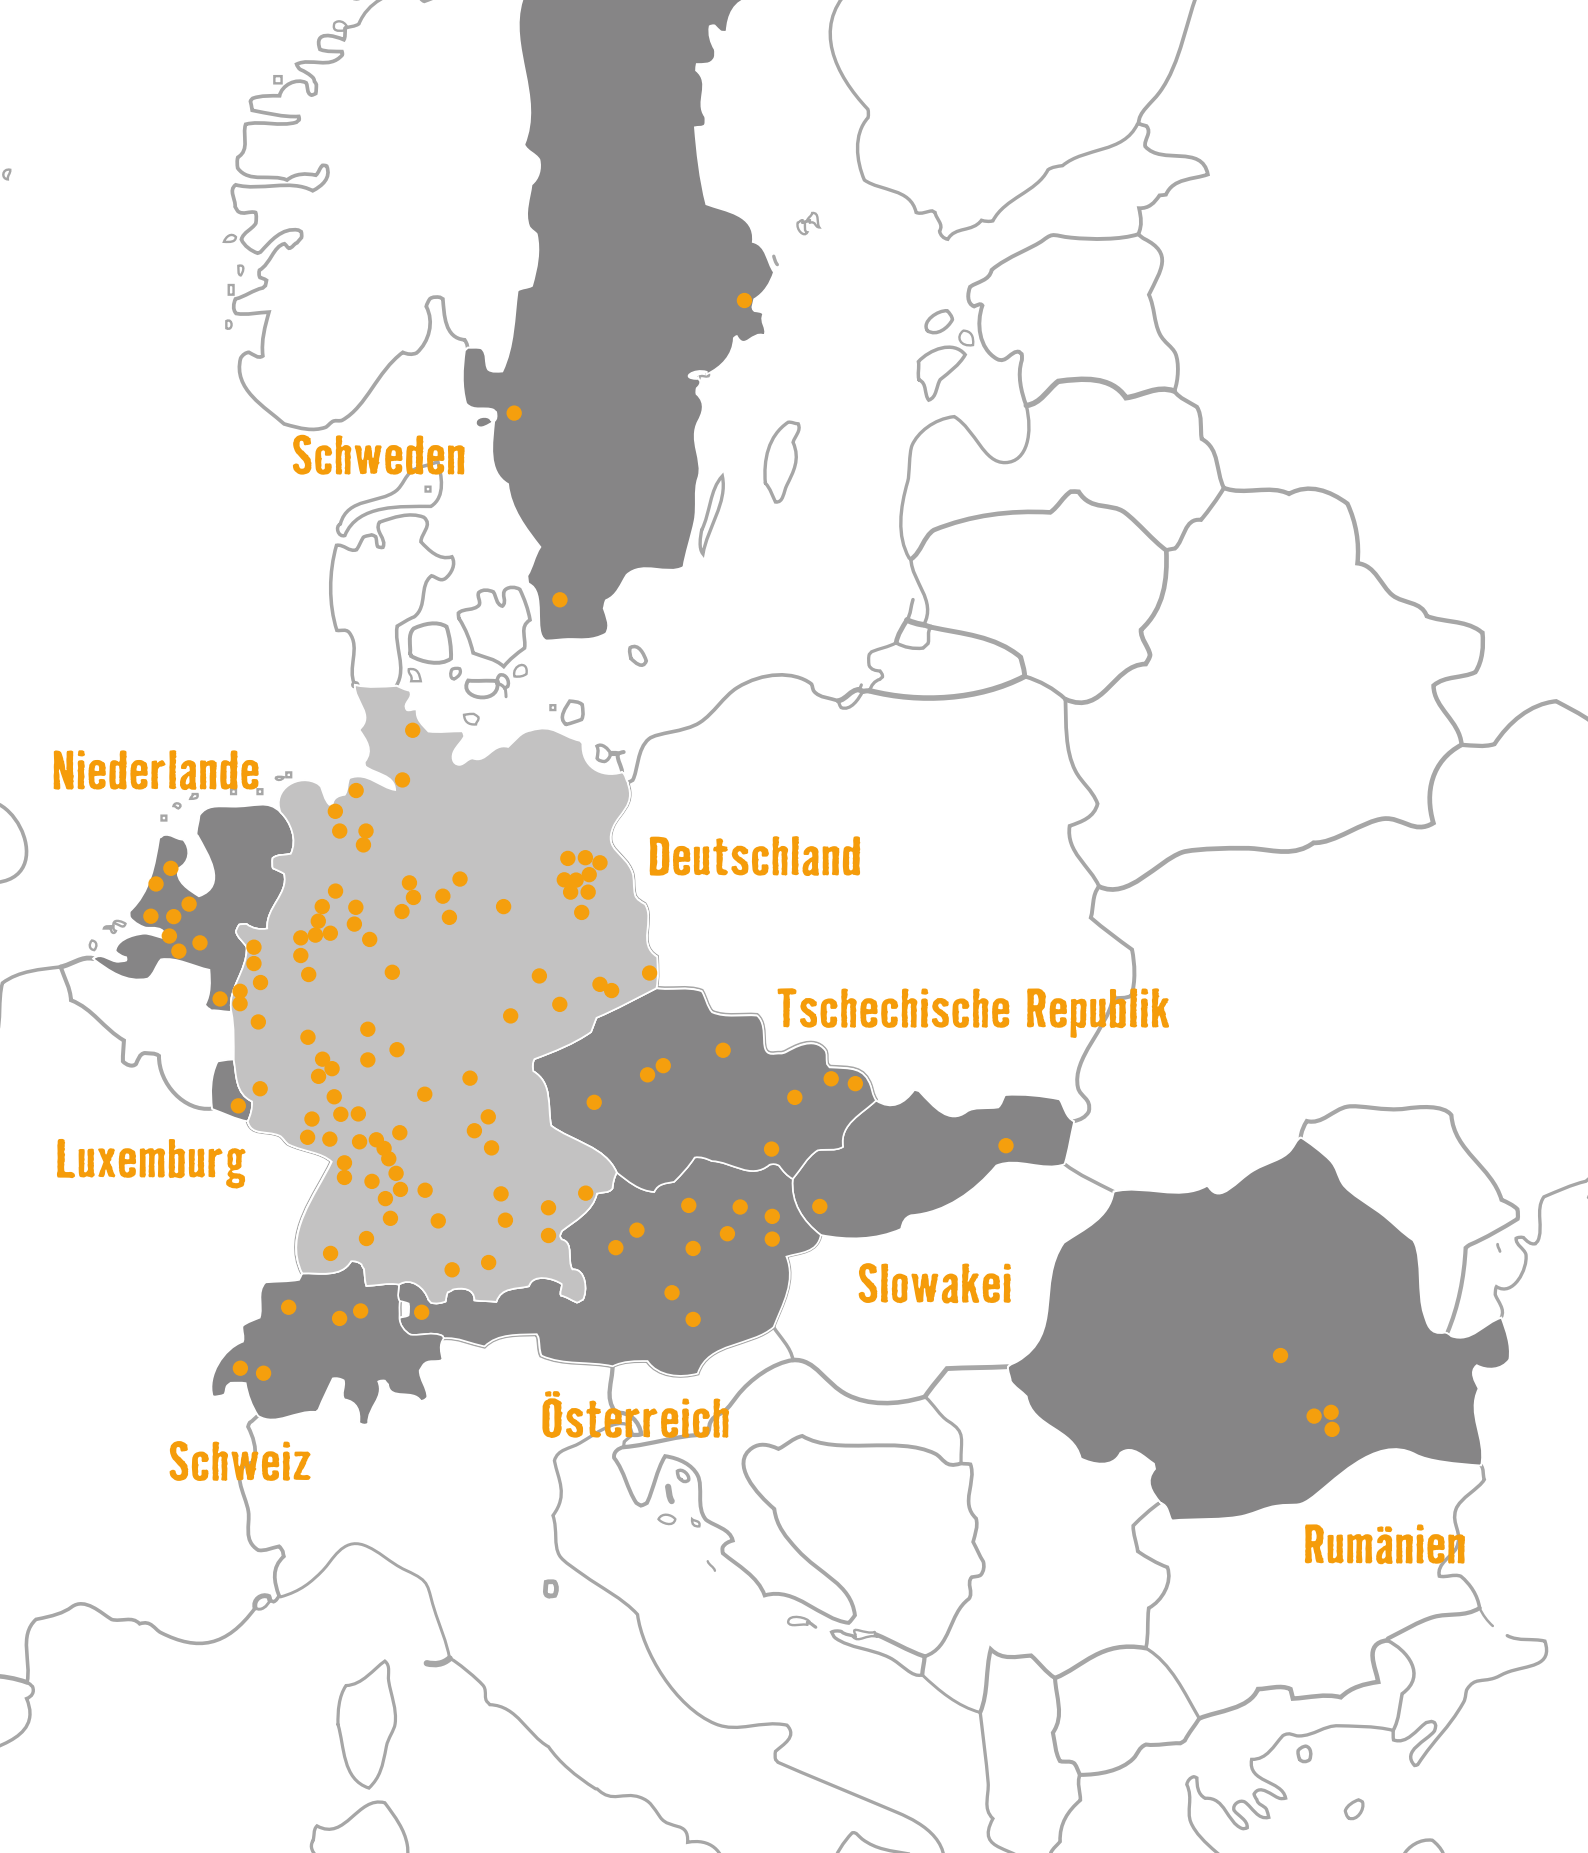 Schweden
Niederlande
Deutschland
Tschechische Republik
Luxemburg
Slowakei
Österreich
Schweiz
Rumänien